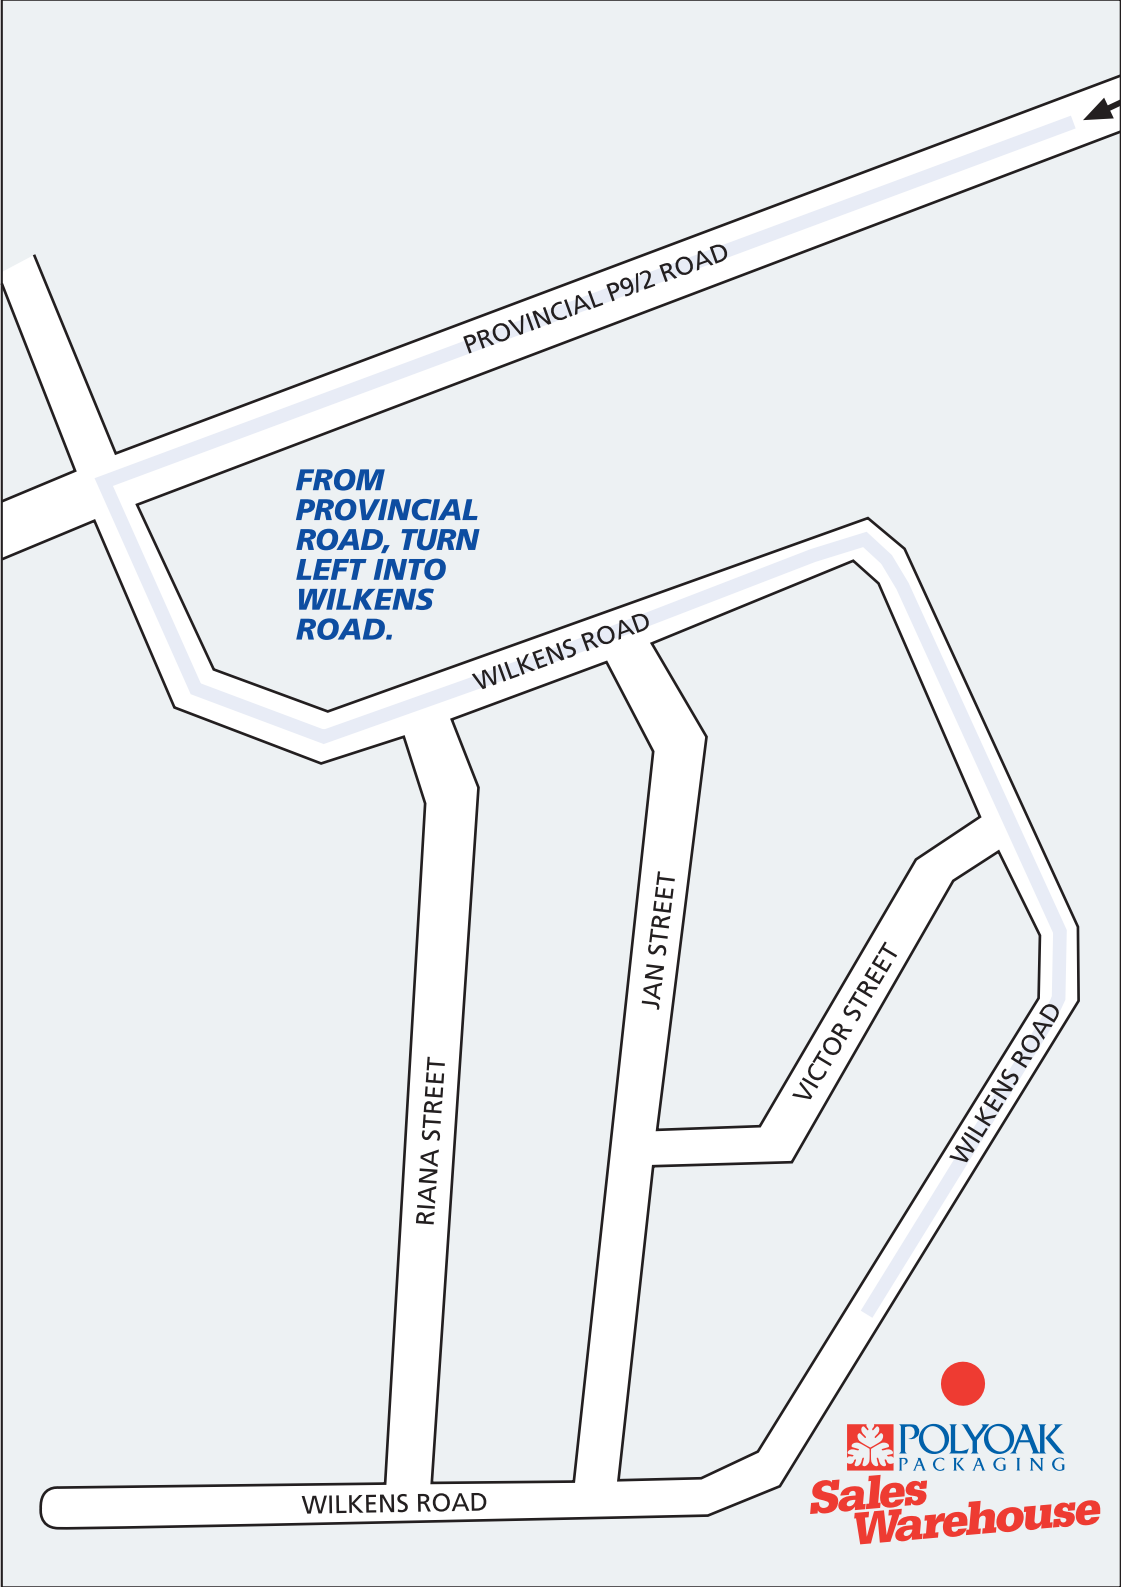 PROVINCIAL P9/2 ROAD
FROM
PROVINCIAL
ROAD, TURN
LEFT INTO
WILKENS
ROAD.
WILKENS ROAD
JAN STREET
VICTOR STREET
WILKENS ROAD
RIANA STREET
WILKENS ROAD
POLYOAK
PACKAGING
Sales
Warehouse